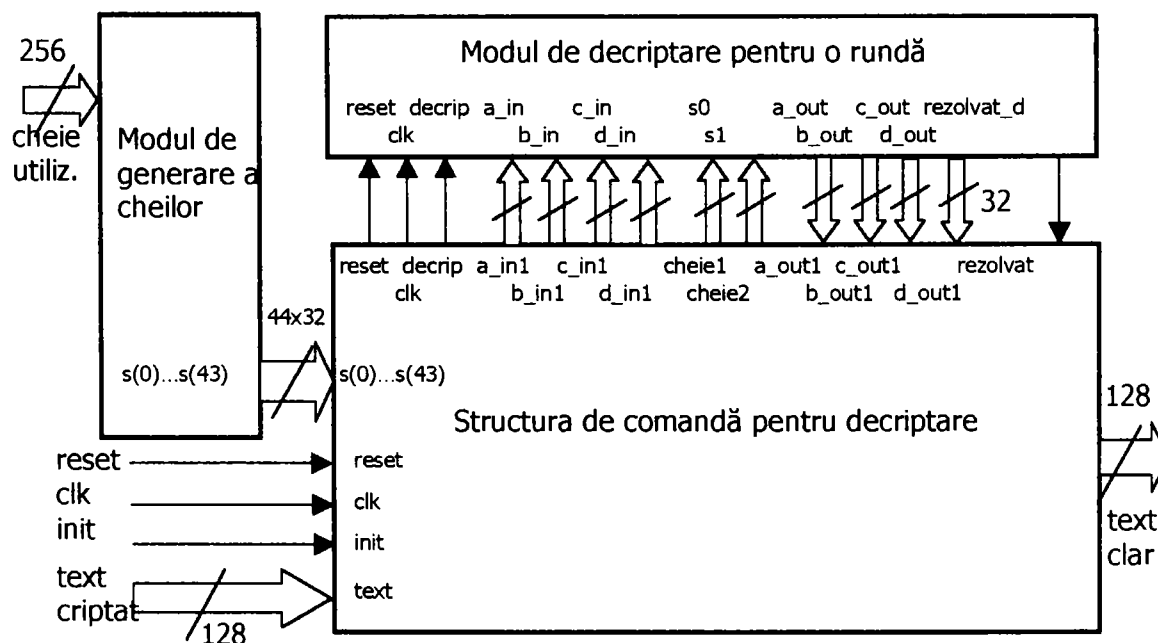 256
cheie
utiliz.
Modul de
generare a
cheilor
s(0)...s(43)
44x32
Modul de decriptare pentru o rundă
reset decrip a_in c_in s0 a_out c_out rezolvat_d
clk b_in d_in s1 b_out d_out
32
reset decrip a_in1 c_in1 cheie1 a_out1 c_out1 rezolvat
clk b_in1 d_in1 cheie2 b_out1 d_out1
s(0)...s(43)
Structura de comandă pentru decriptare
reset
clk
init
text
reset
clk
init
text
criptat
128
128
text
clar